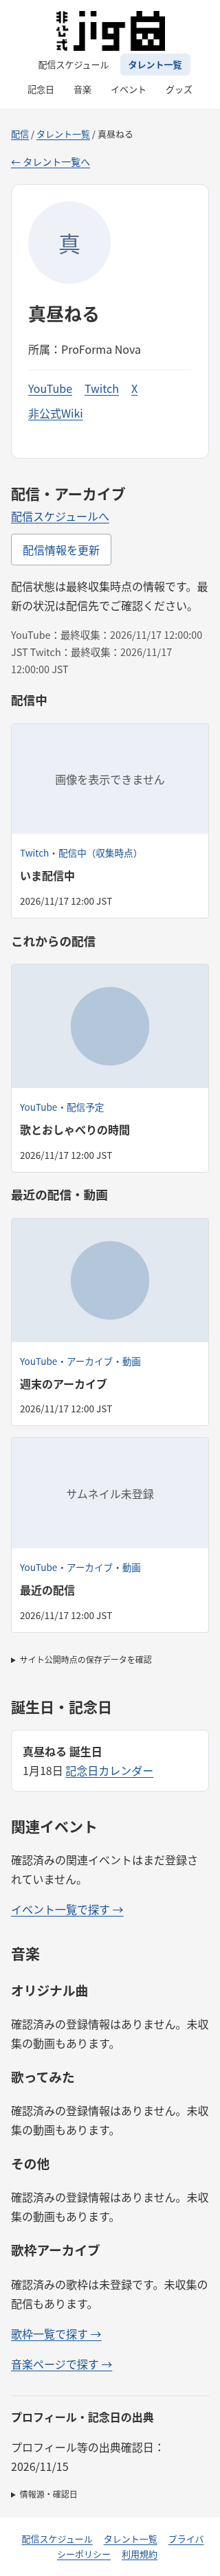 非公式 jig
配信スケジュール タレント一覧
記念日 音楽 イベント グッズ
配信 / タレント一覧 / 真昼ねる
← タレント一覧へ
真
真昼ねる
所属：ProForma Nova
YouTube Twitch X
非公式Wiki
配信・アーカイブ
配信スケジュールへ
配信情報を更新
配信状態は最終収集時点の情報です。最
新の状況は配信先でご確認ください。
YouTube：最終収集：2026/11/17 12:00:00
JST Twitch：最終収集：2026/11/17
12:00:00 JST
配信中
画像を表示できません
Twitch・配信中（収集時点）
いま配信中
2026/11/17 12:00 JST
これからの配信
YouTube・配信予定
歌とおしゃべりの時間
2026/11/17 12:00 JST
最近の配信・動画
YouTube・アーカイブ・動画
週末のアーカイブ
2026/11/17 12:00 JST
サムネイル未登録
YouTube・アーカイブ・動画
最近の配信
2026/11/17 12:00 JST
▶ サイト公開時点の保存データを確認
誕生日・記念日
真昼ねる 誕生日
1月18日 記念日カレンダー
関連イベント
確認済みの関連イベントはまだ登録さ
れていません。
イベント一覧で探す →
音楽
オリジナル曲
確認済みの登録情報はありません。未収
集の動画もあります。
歌ってみた
確認済みの登録情報はありません。未収
集の動画もあります。
その他
確認済みの登録情報はありません。未収
集の動画もあります。
歌枠アーカイブ
確認済みの歌枠は未登録です。未収集の
配信もあります。
歌枠一覧で探す →
音楽ページで探す →
プロフィール・記念日の出典
プロフィール等の出典確認日：
2026/11/15
▶ 情報源・確認日
配信スケジュール タレント一覧 プライバ
シーポリシー 利用規約